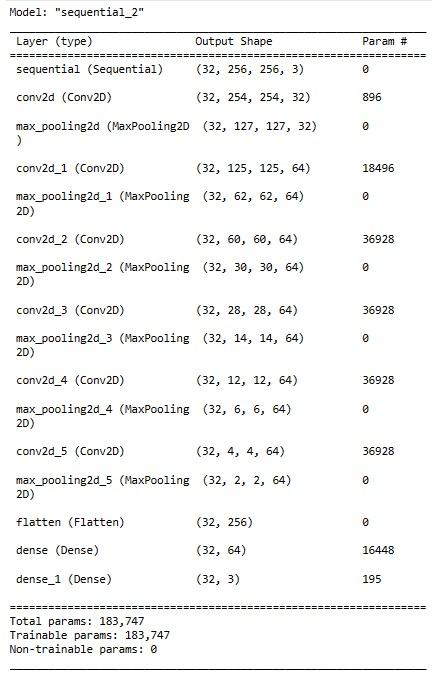 Model: "sequential_2"
Layer (type) Output Shape Param #
sequential (Sequential) (32, 256, 256, 3) 0
conv2d (Conv2D) (32, 254, 254, 32) 896
max_pooling2d (MaxPooling2D (32, 127, 127, 32) 0
)
conv2d_1 (Conv2D) (32, 125, 125, 64) 18496
max_pooling2d_1 (MaxPooling (32, 62, 62, 64) 0
2D)
conv2d_2 (Conv2D) (32, 60, 60, 64) 36928
max_pooling2d_2 (MaxPooling (32, 30, 30, 64) 0
2D)
conv2d_3 (Conv2D) (32, 28, 28, 64) 36928
max_pooling2d_3 (MaxPooling (32, 14, 14, 64) 0
2D)
conv2d_4 (Conv2D) (32, 12, 12, 64) 36928
max_pooling2d_4 (MaxPooling (32, 6, 6, 64) 0
2D)
conv2d_5 (Conv2D) (32, 4, 4, 64) 36928
max_pooling2d_5 (MaxPooling (32, 2, 2, 64) 0
2D)
flatten (Flatten) (32, 256) 0
dense (Dense) (32, 64) 16448
dense_1 (Dense) (32, 3) 195
Total params: 183,747
Trainable params: 183,747
Non-trainable params: 0